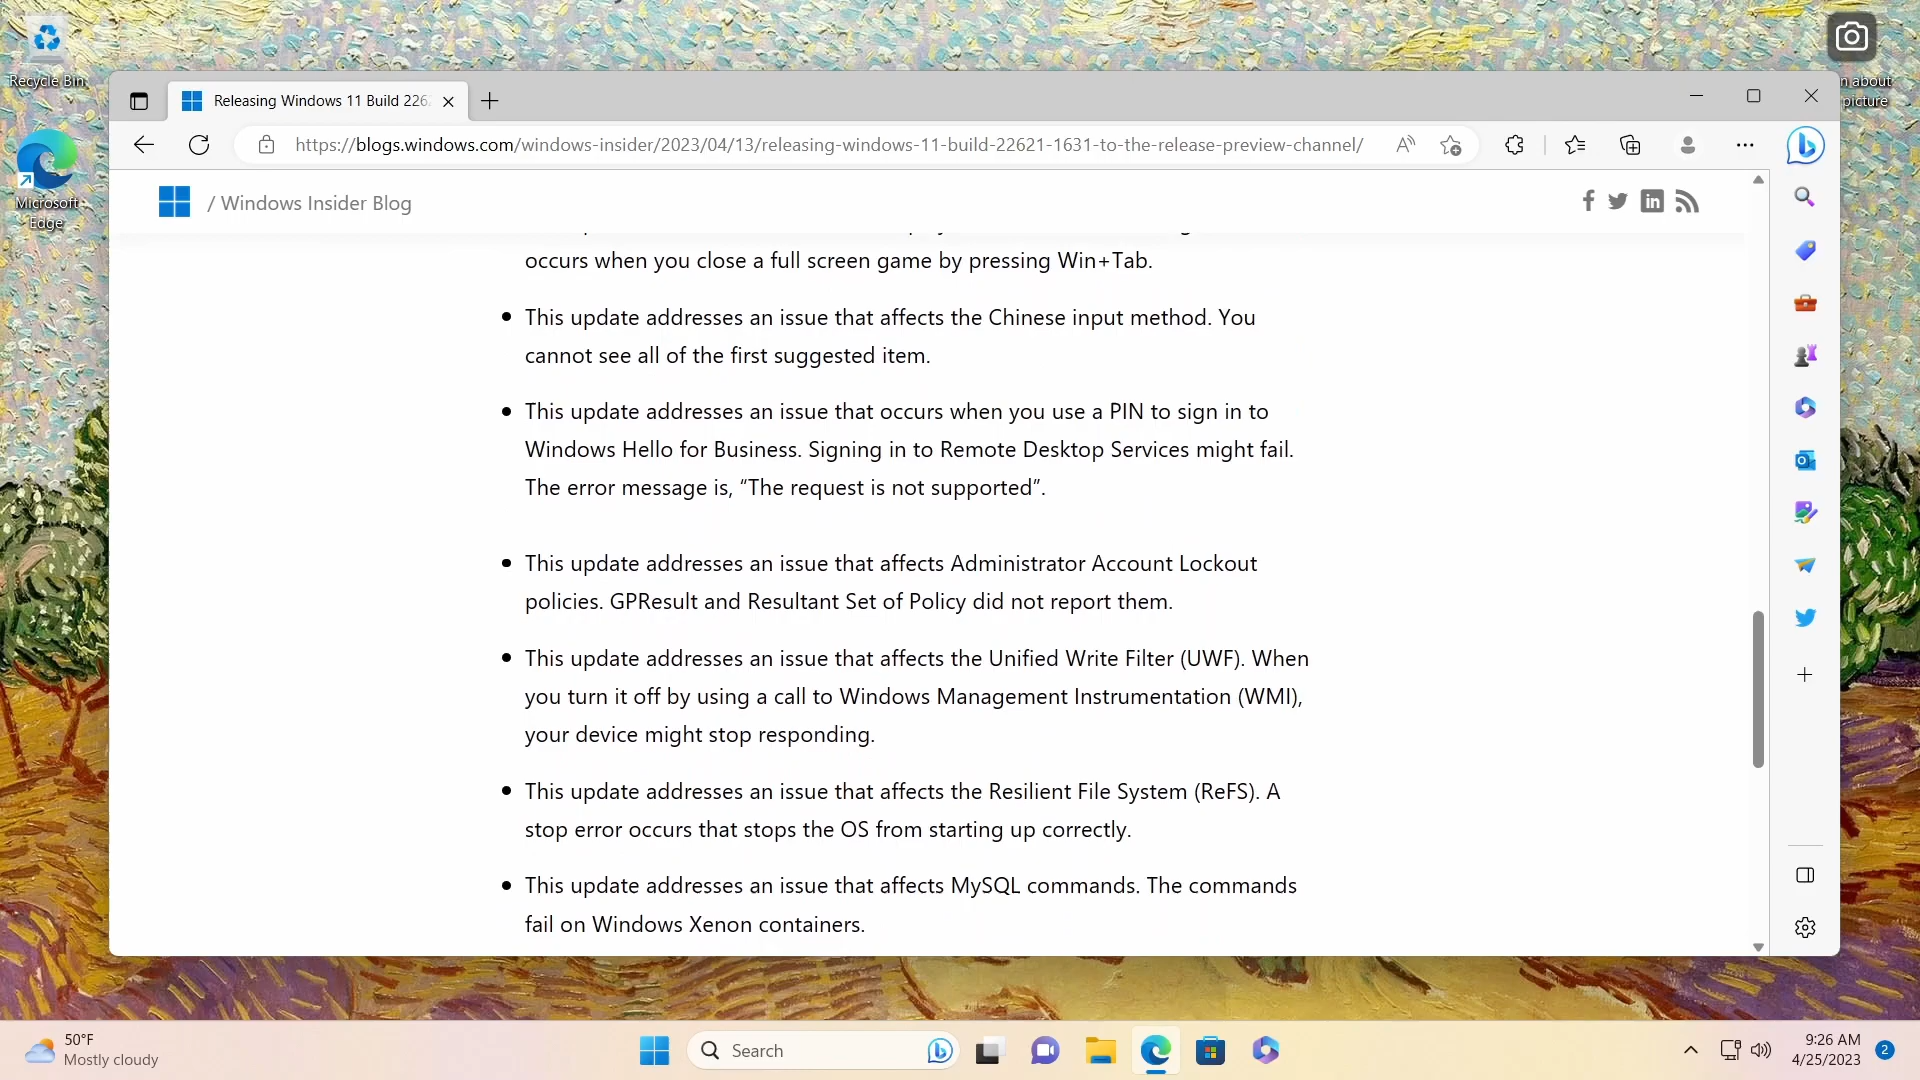 Recycle Bin
Microsoft
Edge
n about
picture
Releasing Windows 11 Build 226
https://blogs.windows.com/windows-insider/2023/04/13/releasing-windows-11-build-22621-1631-to-the-release-preview-channel/
/ Windows Insider Blog
occurs when you close a full screen game by pressing Win+Tab.
• This update addresses an issue that affects the Chinese input method. You
cannot see all of the first suggested item.
• This update addresses an issue that occurs when you use a PIN to sign in to
Windows Hello for Business. Signing in to Remote Desktop Services might fail.
The error message is, “The request is not supported”.
• This update addresses an issue that affects Administrator Account Lockout
policies. GPResult and Resultant Set of Policy did not report them.
• This update addresses an issue that affects the Unified Write Filter (UWF). When
you turn it off by using a call to Windows Management Instrumentation (WMI),
your device might stop responding.
• This update addresses an issue that affects the Resilient File System (ReFS). A
stop error occurs that stops the OS from starting up correctly.
• This update addresses an issue that affects MySQL commands. The commands
fail on Windows Xenon containers.
50°F
Mostly cloudy
Search
9:26 AM
4/25/2023
2